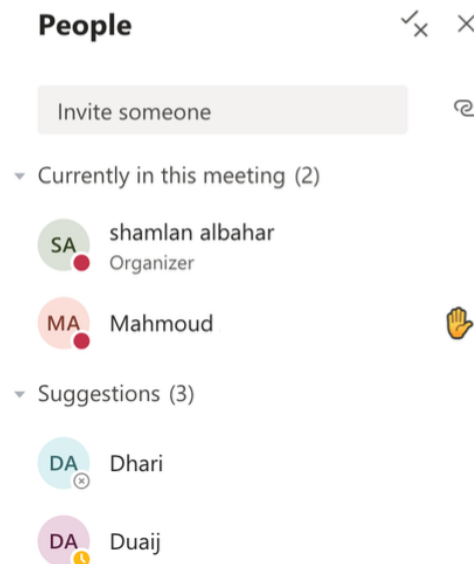 People
Invite someone
Currently in this meeting (2)
SA
shamlan albahar
Organizer
MA
Mahmoud
Suggestions (3)
DA
Dhari
DA
Duaij